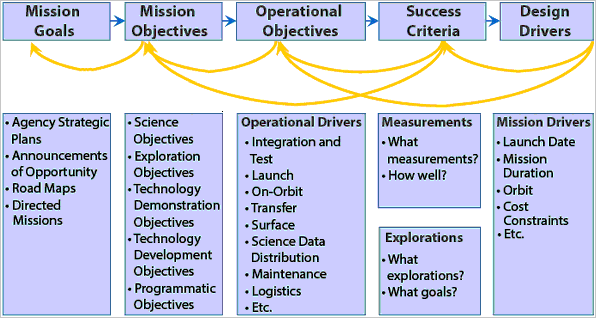 Mission
Goals
Mission
Objectives
Operational
Objectives
Success
Criteria
Design
Drivers
• Agency Strategic
Plans
• Announcements
of Opportunity
• Road Maps
• Directed
Missions
• Science
Objectives
• Exploration
Objectives
• Technology
Demonstration
Objectives
• Technology
Development
Objectives
• Programmatic
Objectives
Operational Drivers
• Integration and
Test
• Launch
• On-Orbit
• Transfer
• Surface
• Science Data
Distribution
• Maintenance
• Logistics
• Etc.
Measurements
• What
measurements?
• How well?
Explorations
• What
explorations?
• What goals?
Mission Drivers
• Launch Date
• Mission
Duration
• Orbit
• Cost
Constraints
• Etc.